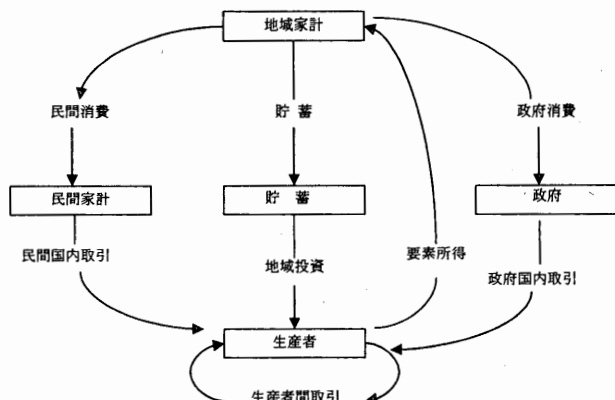 地域家計
民間消費
貯 蓄
政府消費
民間家計
貯 蓄
政府
民間国内取引
地域投資
要素所得
政府国内取引
生産者
生産者間取引